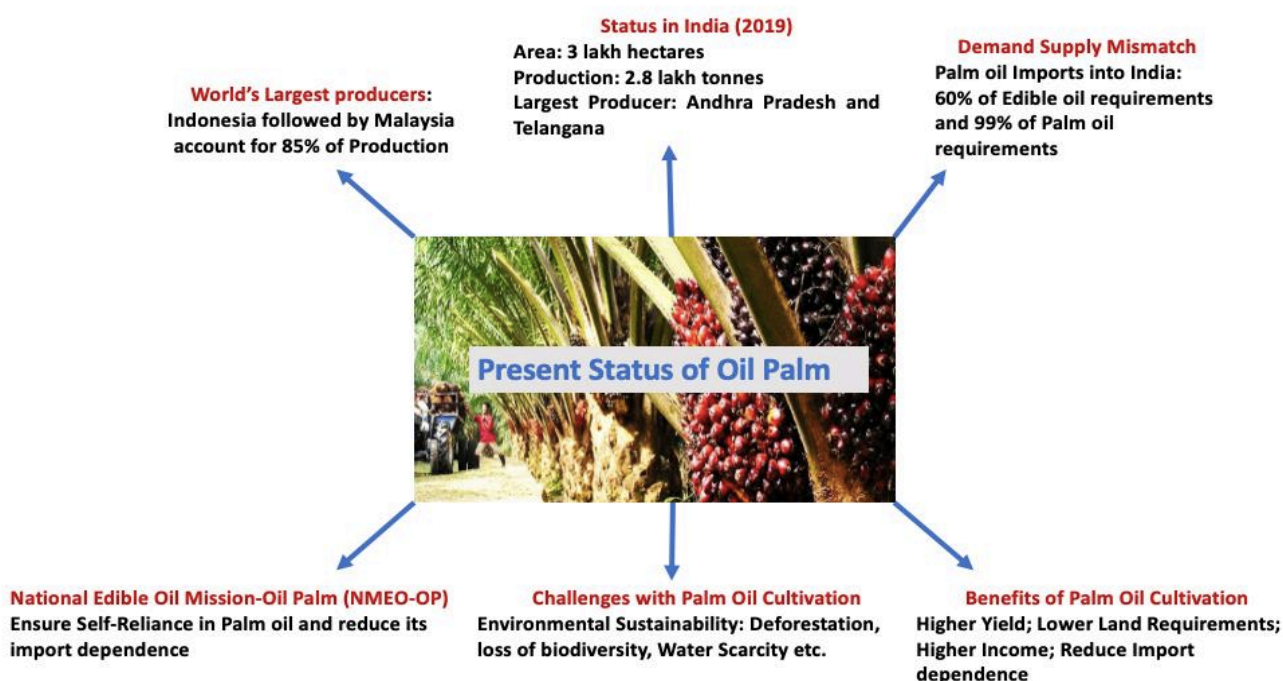 Status in India (2019)
Area: 3 lakh hectares
Production: 2.8 lakh tonnes
Largest Producer: Andhra Pradesh and
Telangana
Demand Supply Mismatch
Palm oil Imports into India:
60% of Edible oil requirements
and 99% of Palm oil
requirements
World's Largest producers:
Indonesia followed by Malaysia
account for 85% of Production
Present Status of Oil Palm
National Edible Oil Mission-Oil Palm (NMEO-OP)
Ensure Self-Reliance in Palm oil and reduce its
import dependence
Challenges with Palm Oil Cultivation
Environmental Sustainability: Deforestation,
loss of biodiversity, Water Scarcity etc.
Benefits of Palm Oil Cultivation
Higher Yield; Lower Land Requirements;
Higher Income; Reduce Import
dependence